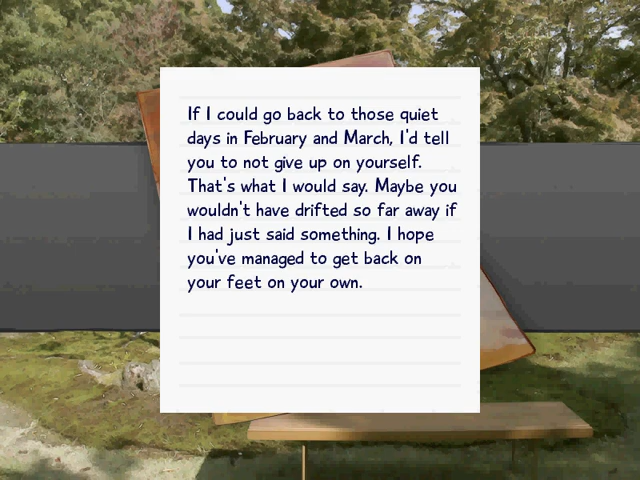 If I could go back to those quiet
days in February and March, I'd tell
you to not give up on yourself.
That's what I would say. Maybe you
wouldn't have drifted so far away if
I had just said something. I hope
you've managed to get back on
your feet on your own.